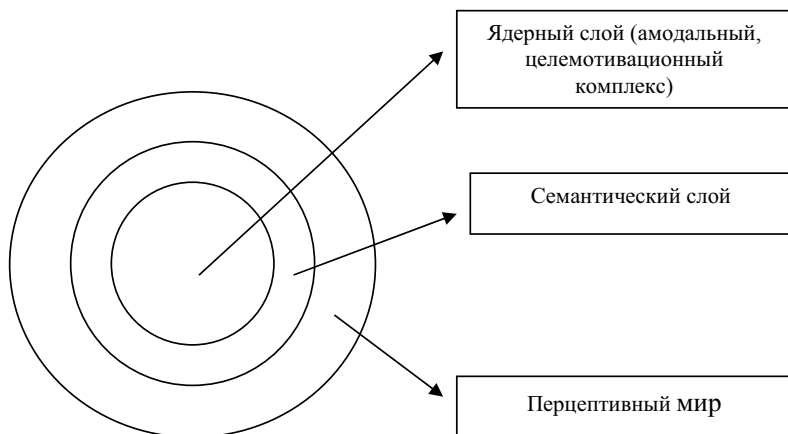 Ядерный слой (амодальный,
целемотивационный
комплекс)
Семантический слой
Перцептивный мир